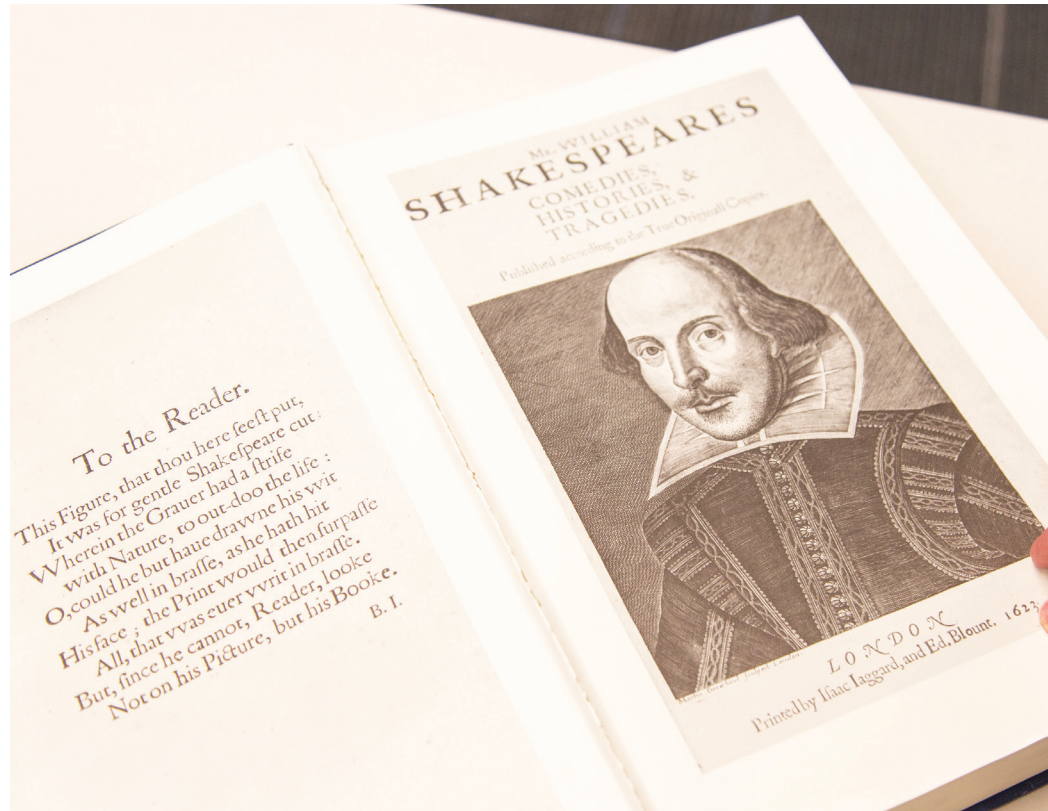 To the Reader.
This Figure, that thou here ſeeſt put,
It was for gentle Shakeſpeare cut:
Wherein the Grauer had a ſtrife
with Nature, to out-doo the life :
O, could he but haue dravvne his wit
As well in braſſe, as he hath hit
His face ; the Print would then ſurpaſſe
All, that vvas euer vvrit in braſſe.
But, ſince he cannot, Reader, looke
Not on his Picture, but his Booke.
B. I.
Mr. WILLIAM
SHAKESPEARES
COMEDIES,
HISTORIES, &
TRAGEDIES.
Publiſhed according to the True Originall Copies.
LONDON
Printed by Iſaac Iaggard, and Ed. Blount. 1623